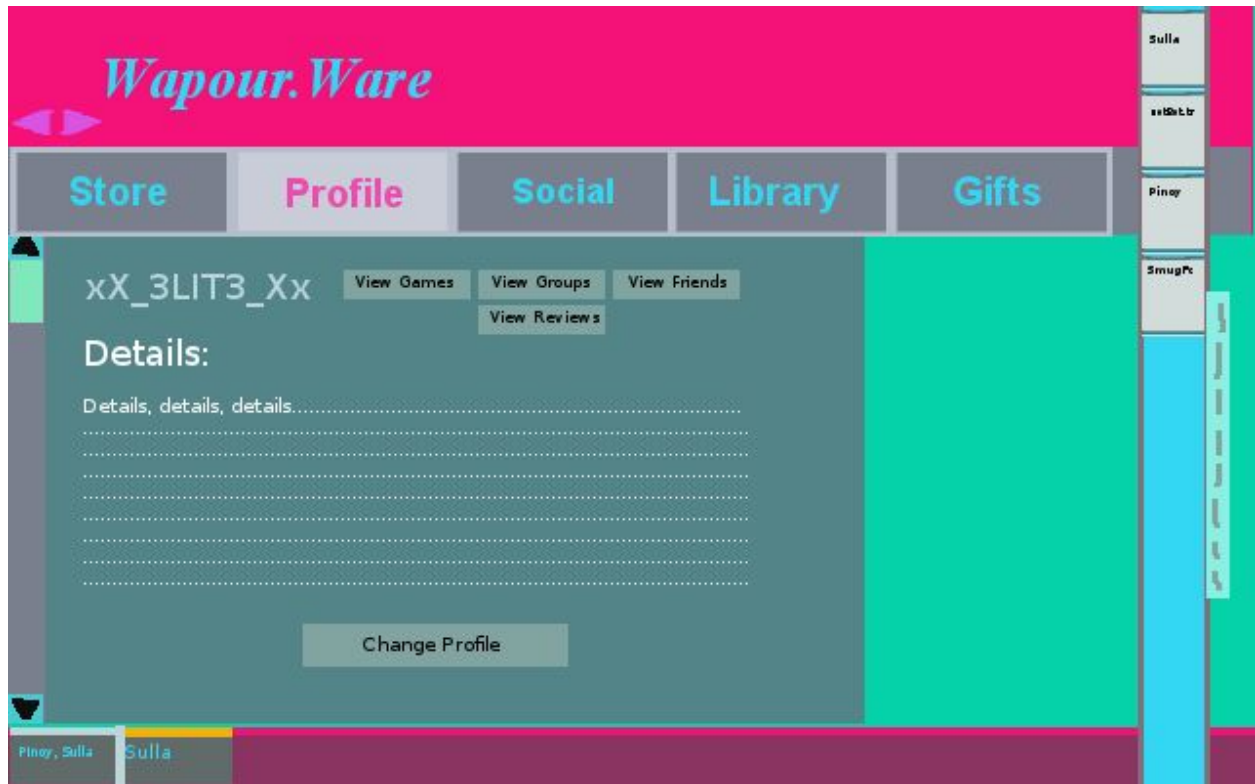 Wapour.Ware
Store Profile Social Library Gifts
xX_3LIT3_Xx
View Games View Groups View Friends
View Reviews
Details:
Details, details, details..........
Change Profile
Sulla
Pinoy
Pinoy, Sulla
Sulla